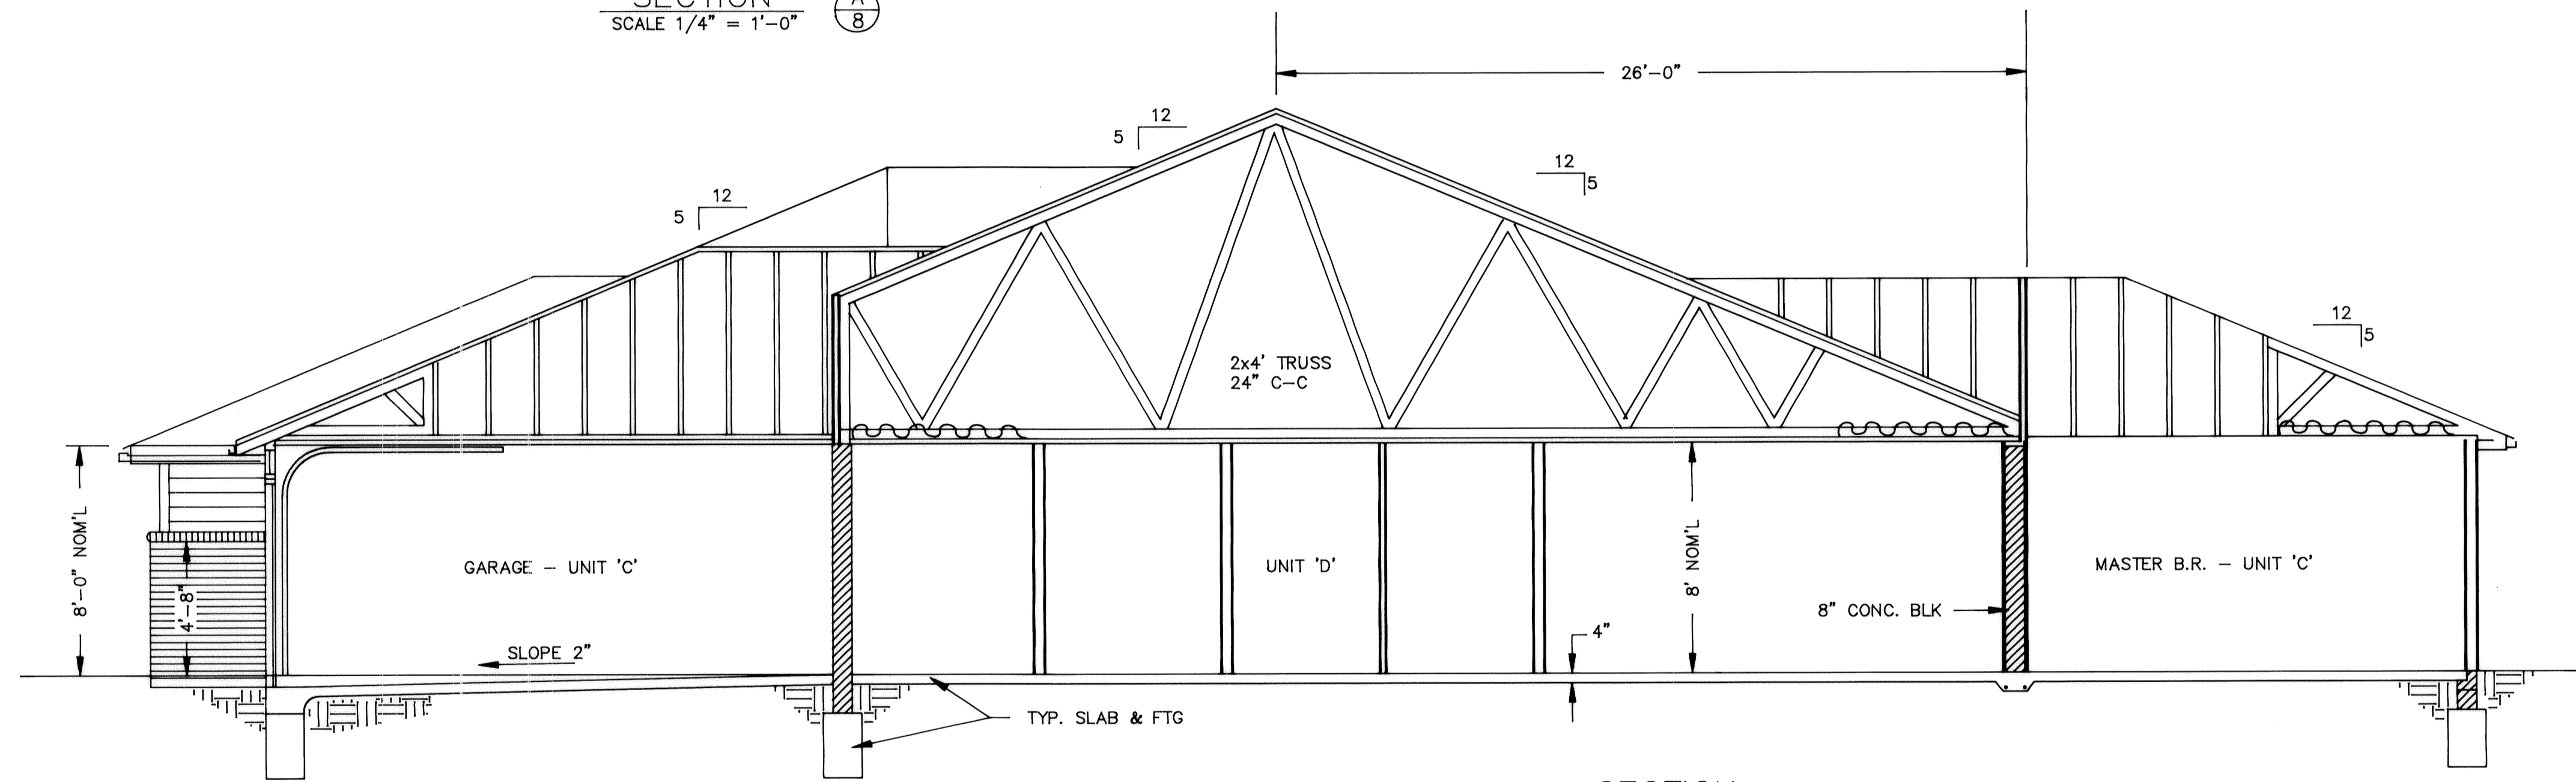 SECTION
SCALE 1/4" = 1'-0"
A
8
26'-0"
12
5
12
5
12
5
12
5
2x4' TRUSS
24" C-C
8'-0" NOM'L
4'-8"
GARAGE - UNIT 'C'
SLOPE 2"
UNIT 'D'
8' NOM'L
8" CONC. BLK
MASTER B.R. - UNIT 'C'
4"
TYP. SLAB & FTG
SECTION